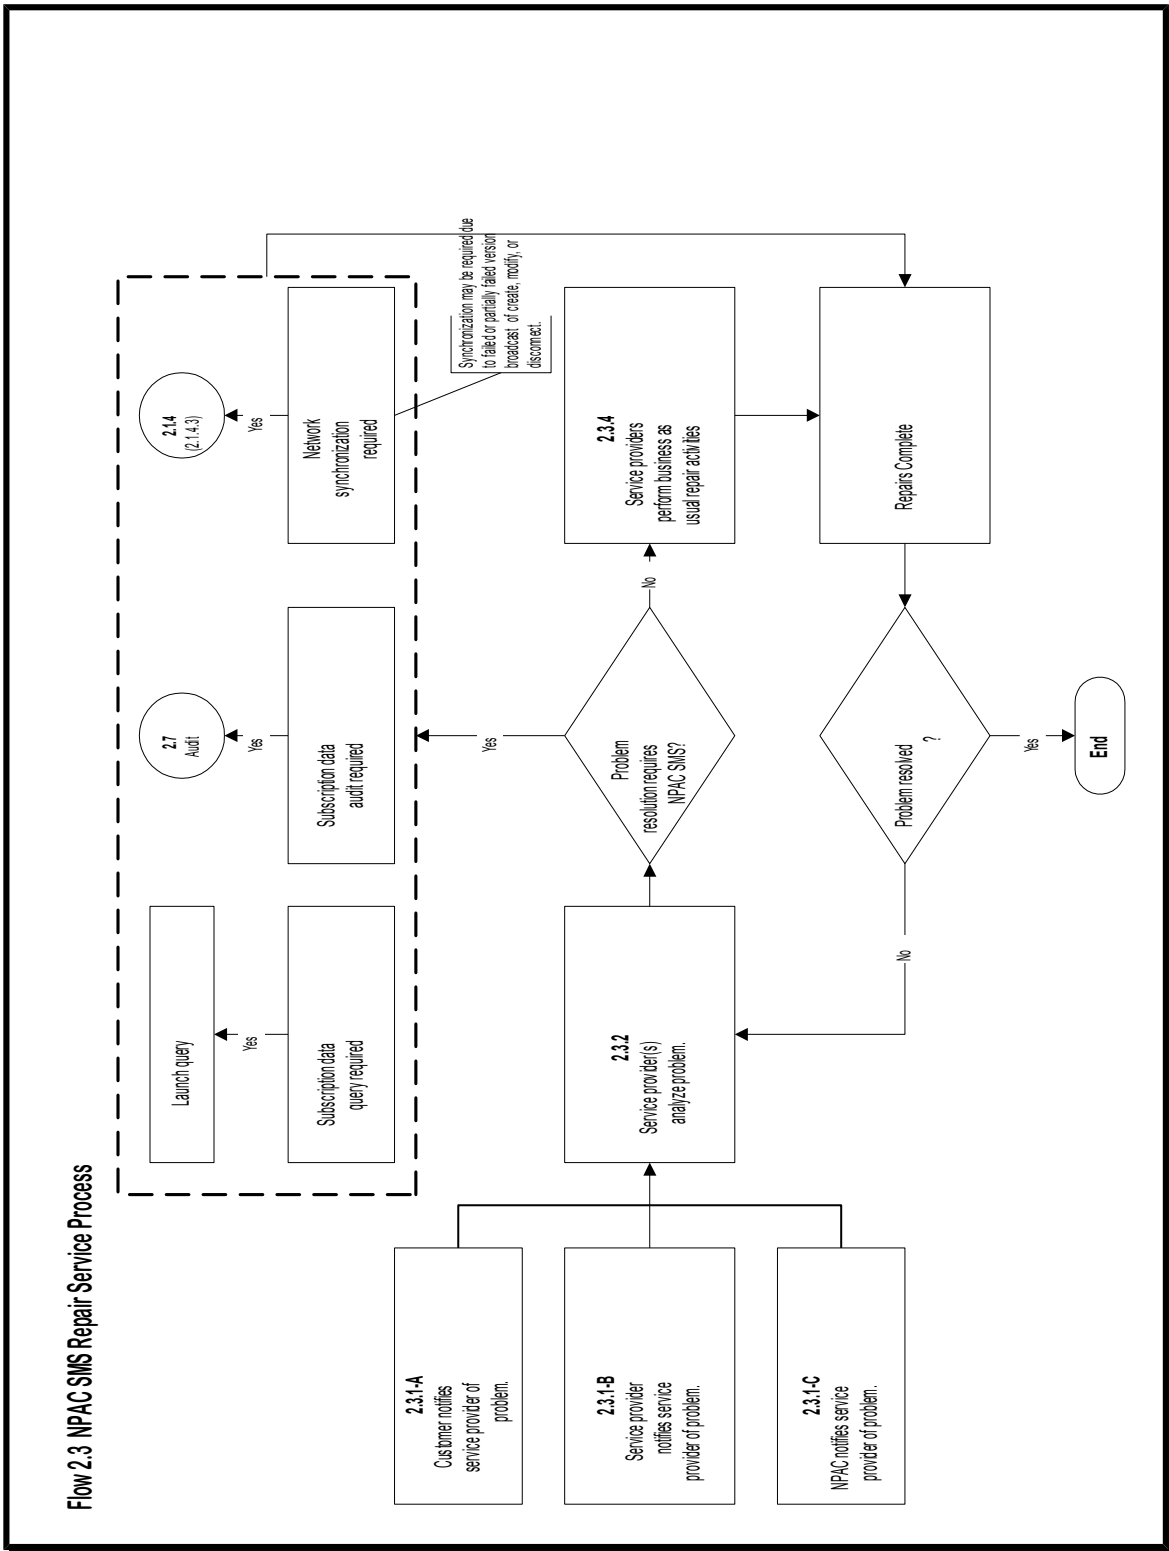 Flow 2.3 NPAC SMS Repair Service Process
Launch query
2.7
Audit
2.1.4
(2.1.4.3)
Yes
Yes
Yes
Subscription data
query required
Subscription data
audit required
Network
synchronization
required
Synchronization may be required due
to failed or partially failed version
broadcast of create, modify, or
disconnect.
Yes
2.3.1-A
Customer notifies
service provider of
problem.
2.3.1-B
Service provider
notifies service
provider of problem.
2.3.1-C
NPAC notifies service
provider of problem.
2.3.2
Service provider(s)
analyze problem.
Problem
resolution requires
NPAC SMS?
No
2.3.4
Service providers
perform business as
usual repair activities
Repairs Complete
Problem resolved
?
No
Yes
End